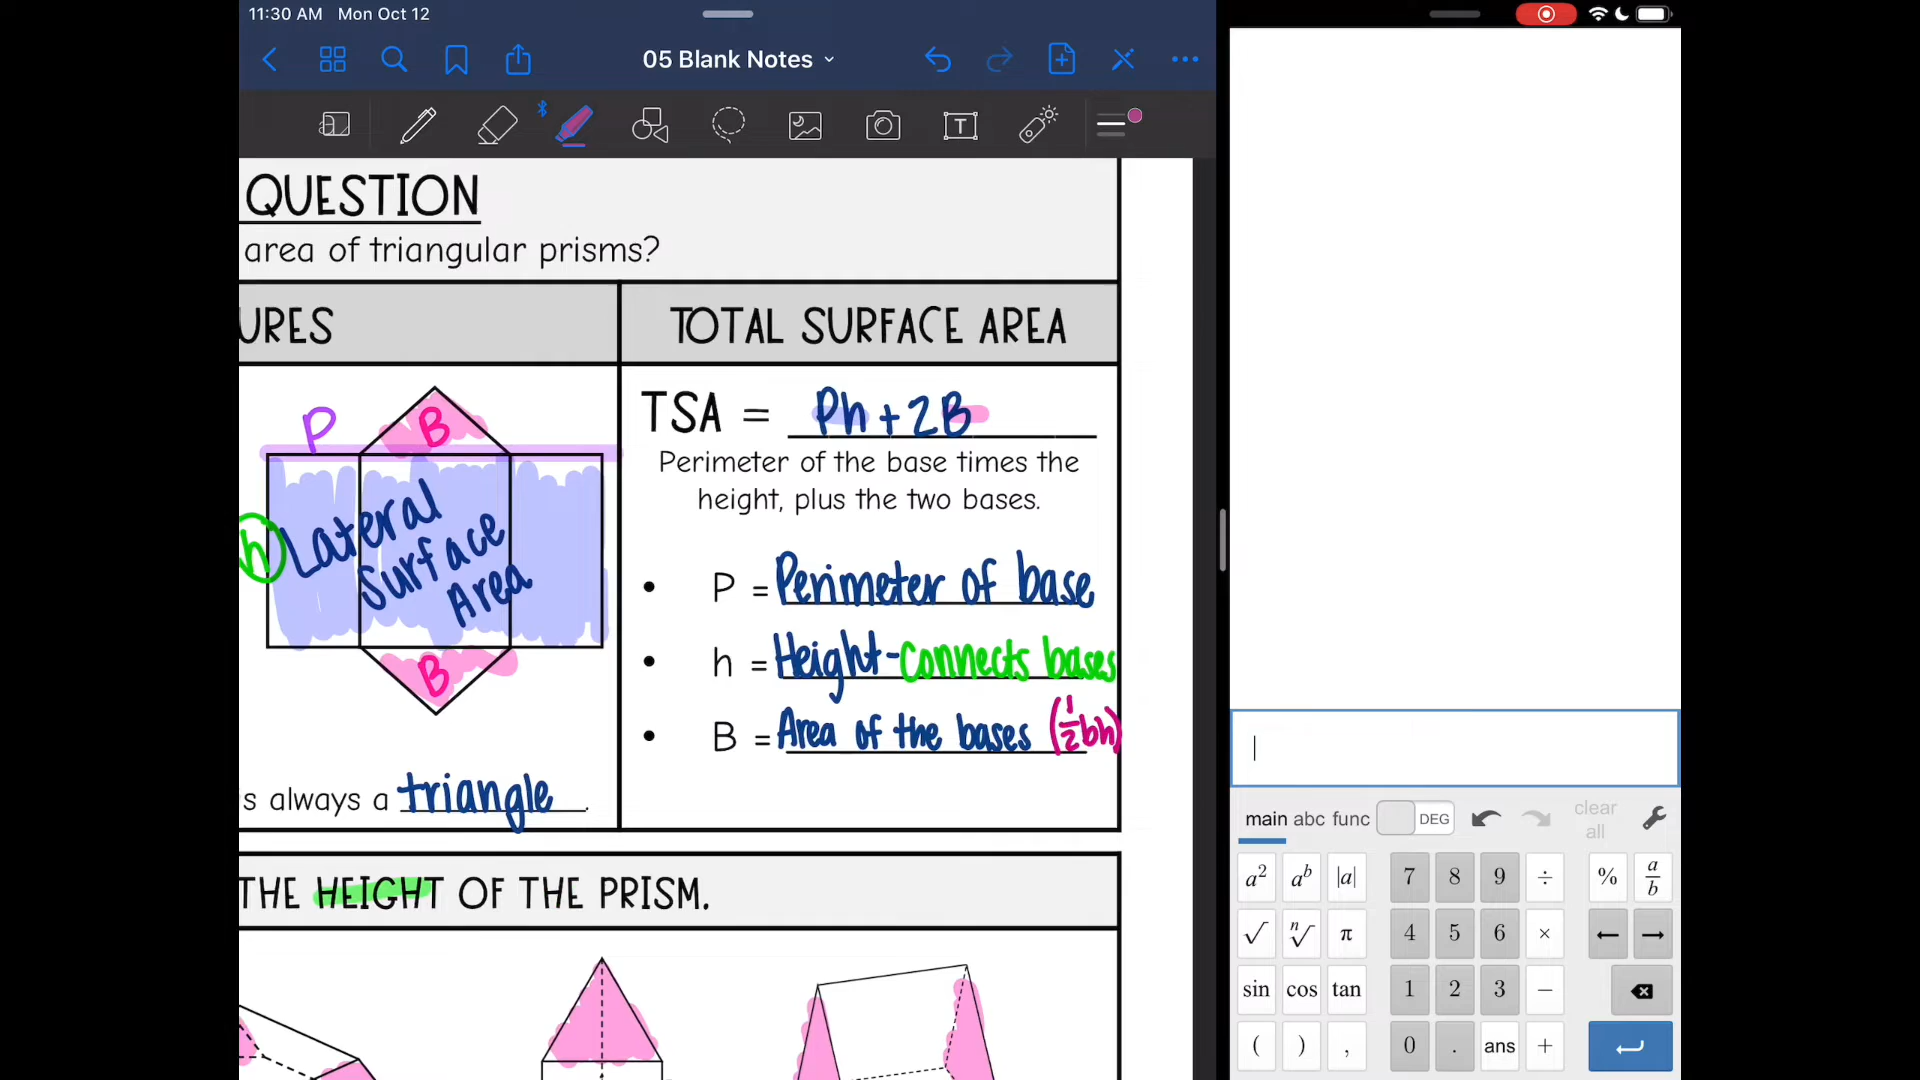 11:30 AM Mon Oct 12
05 Blank Notes
QUESTION
area of triangular prisms?
URES
TOTAL SURFACE AREA
P
B
h
Lateral
Surface
Area
B
s always a triangle.
TSA = Ph + 2B
Perimeter of the base times the
height, plus the two bases.
• P = Perimeter of base
• h = Height - connects bases
• B = Area of the bases (1/2 bh)
THE HEIGHT OF THE PRISM.
main abc func DEG clear all
a² aᵇ |a| 7 8 9 ÷ % a/b
√ ⁿ√ π 4 5 6 × ← →
sin cos tan 1 2 3 −
( ) , 0 . ans +